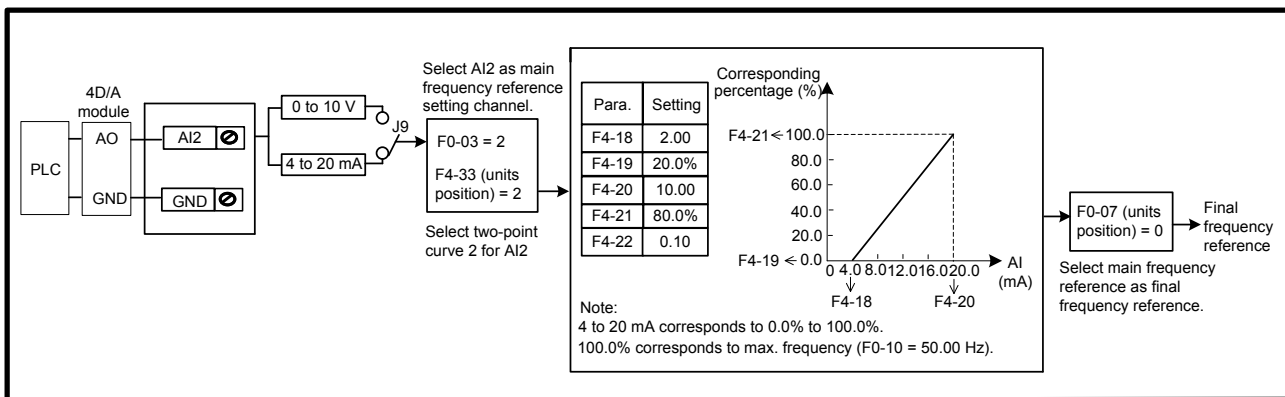 4D/A
module
PLC
AO
GND
AI2
GND
0 to 10 V
4 to 20 mA
J9
Select AI2 as main
frequency reference
setting channel.
F0-03 = 2
F4-33 (units
position) = 2
Select two-point
curve 2 for AI2
Para. Setting
F4-18 2.00
F4-19 20.0%
F4-20 10.00
F4-21 80.0%
F4-22 0.10
Corresponding
percentage (%)
F4-21 100.0
80.0
60.0
40.0
20.0
F4-19 0.0
0 4.0 8.0 12.0 16.0 20.0 AI
(mA)
F4-18 F4-20
Note:
4 to 20 mA corresponds to 0.0% to 100.0%.
100.0% corresponds to max. frequency (F0-10 = 50.00 Hz).
F0-07 (units
position) = 0
Select main frequency
reference as final
frequency reference.
Final
frequency
reference